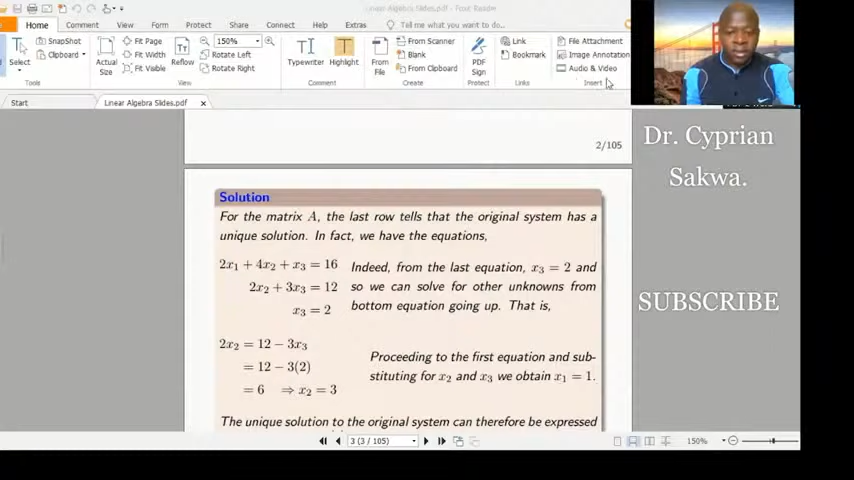 Linear Algebra Slides.pdf - Foxit Reader
Home Comment View Form Protect Share Connect Help Extras Tell me what you want to do...
Select
SnapShot
Clipboard
Tools
Actual Size
Fit Page
Fit Width
Fit Visible
Reflow
150%
Rotate Left
Rotate Right
View
Typewriter
Highlight
Comment
From File
From Scanner
Blank
From Clipboard
Create
PDF Sign
Protect
Link
Bookmark
Links
File Attachment
Image Annotation
Audio & Video
Insert
Start
Lnear Algebra Slides.pdf
2/105
Solution
For the matrix A, the last row tells that the original system has a
unique solution. In fact, we have the equations,
2x₁ + 4x₂ + x₃ = 16
2x₂ + 3x₃ = 12
x₃ = 2
Indeed, from the last equation, x₃ = 2 and
so we can solve for other unknowns from
bottom equation going up. That is,
2x₂ = 12 − 3x₃
= 12 − 3(2)
= 6 ⇒ x₂ = 3
Proceeding to the first equation and sub-
stituting for x₂ and x₃ we obtain x₁ = 1.
The unique solution to the original system can therefore be expressed
3 (3 / 105)
150%
Dr. Cyprian
Sakwa.
SUBSCRIBE